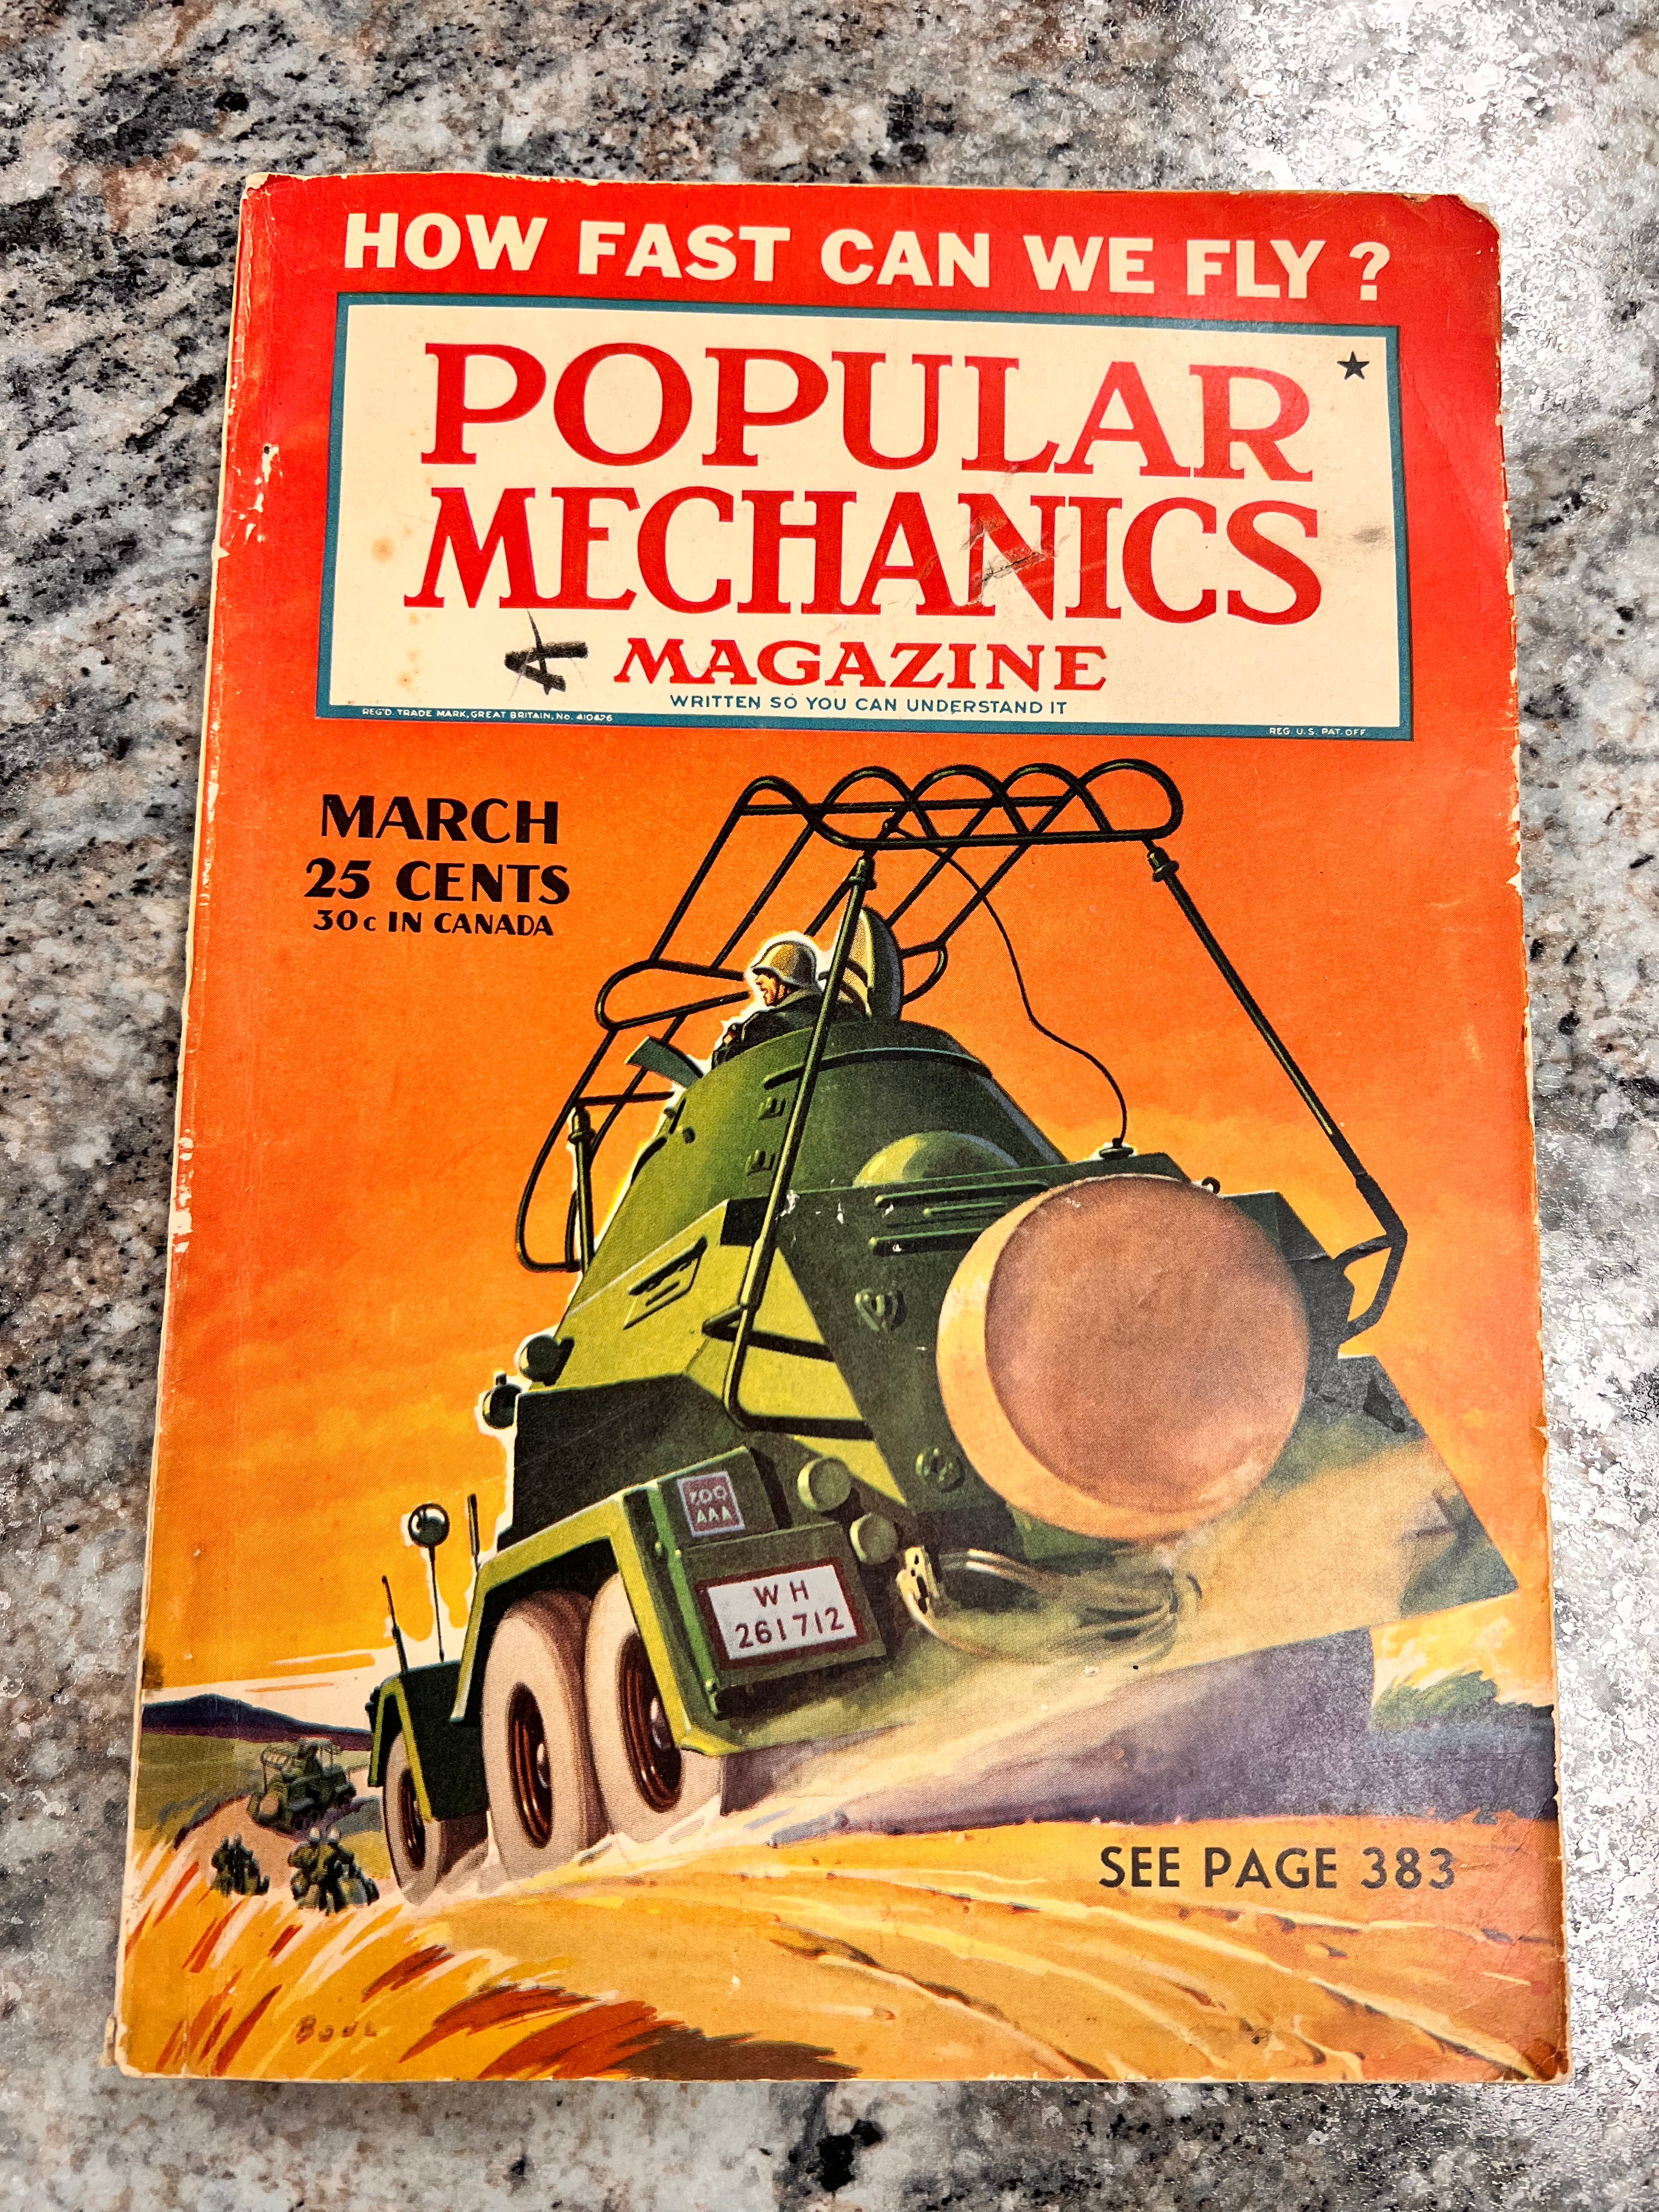 HOW FAST CAN WE FLY?
POPULAR
MECHANICS
MAGAZINE
WRITTEN SO YOU CAN UNDERSTAND IT
REG'D. TRADE MARK, GREAT BRITAIN, No. 410426
REG. U.S. PAT. OFF.
MARCH
25 CENTS
30c IN CANADA
WH
261712
SEE PAGE 383